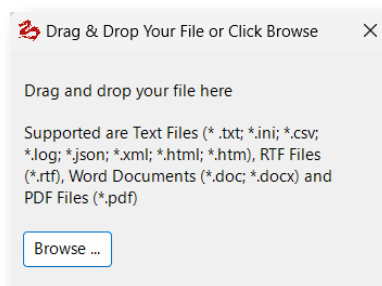 Drag & Drop Your File or Click Browse
Drag and drop your file here
Supported are Text Files (* .txt; *.ini; *.csv;
*.log; *.json; *.xml; *.html; *.htm), RTF Files
(*.rtf), Word Documents (*.doc; *.docx) and
PDF Files (*.pdf)
Browse ...